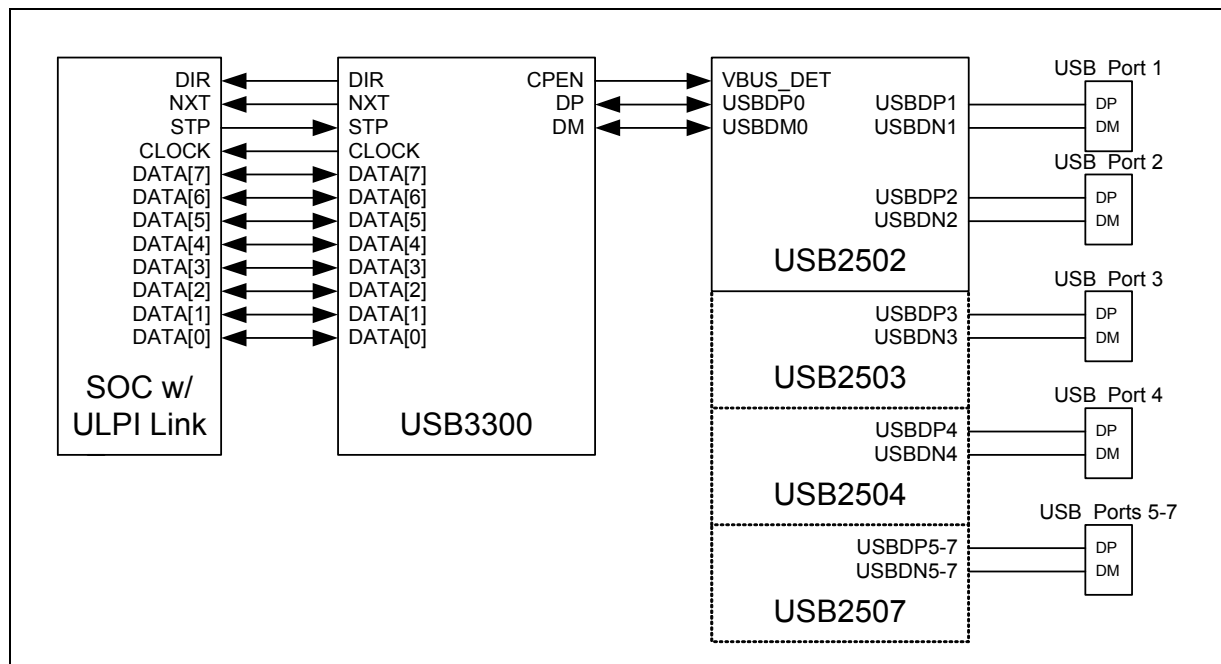 USB Port 1
DIR DIR CPEN VBUS_DET
NXT NXT DP USBDP0 USBDP1 DP
STP STP DM USBDM0 USBDN1 DM
CLOCK CLOCK
USB Port 2
DATA[7] DATA[7]
DATA[6] DATA[6] USBDP2 DP
DATA[5] DATA[5] USBDN2 DM
DATA[4] DATA[4]
DATA[3] DATA[3] USB2502
USB Port 3
DATA[2] DATA[2]
DATA[1] DATA[1] USBDP3 DP
DATA[0] DATA[0] USBDN3 DM
SOC w/
ULPI Link
USB3300
USB2503
USB Port 4
USBDP4 DP
USBDN4 DM
USB2504
USB Ports 5-7
USBDP5-7 DP
USBDN5-7 DM
USB2507